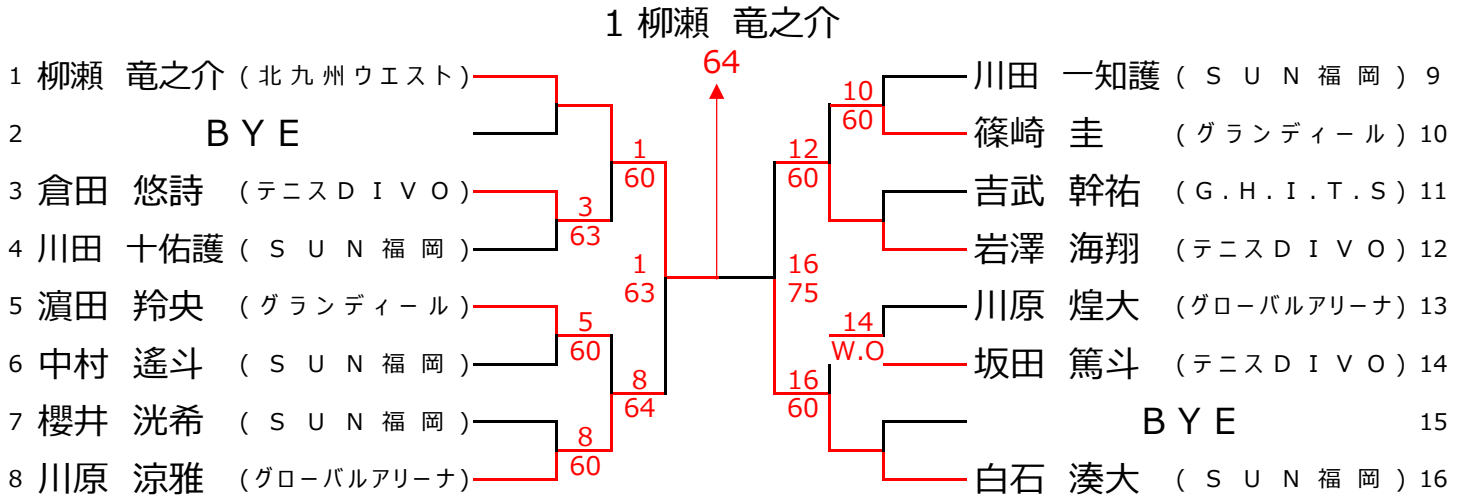 1 柳瀬 竜之介
64
1 柳瀬 竜之介 (北九州ウエスト)
2 BYE
3 倉田 悠詩 (テニスDIVO)
4 川田 十佑護 (SUN福岡)
5 濵田 羚央 (グランディール)
6 中村 遙斗 (SUN福岡)
7 櫻井 洸希 (SUN福岡)
8 川原 涼雅 (グローバルアリーナ)
3
63
5
60
8
60
1
60
8
64
1
63
16
75
12
60
16
60
10
60
14
W.O
川田 一知護 (SUN福岡) 9
篠崎 圭 (グランディール) 10
吉武 幹祐 (G.H.I.T.S) 11
岩澤 海翔 (テニスDIVO) 12
川原 煌大 (グローバルアリーナ) 13
坂田 篤斗 (テニスDIVO) 14
BYE 15
白石 湊大 (SUN福岡) 16